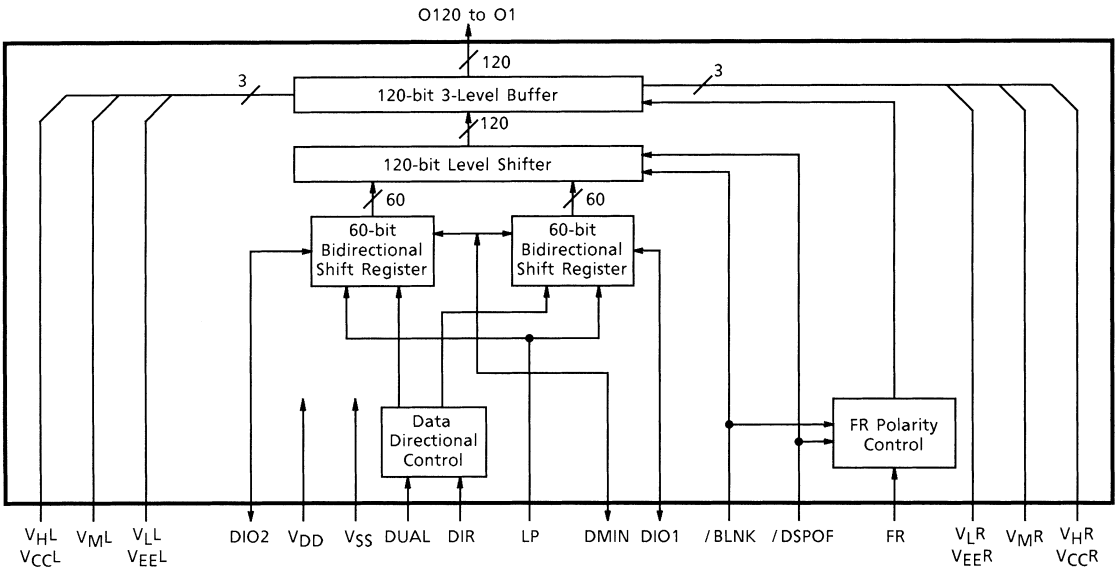 O120 to O1
120
3
3
120-bit 3-Level Buffer
120
120-bit Level Shifter
60
60
60-bit
Bidirectional
Shift Register
60-bit
Bidirectional
Shift Register
Data
Directional
Control
FR Polarity
Control
VHL
VCCL
VML
VLL
VEEL
DIO2
VDD
VSS
DUAL
DIR
LP
DMIN
DIO1
/BLNK
/DSPOF
FR
VLR
VEER
VMR
VHR
VCCR